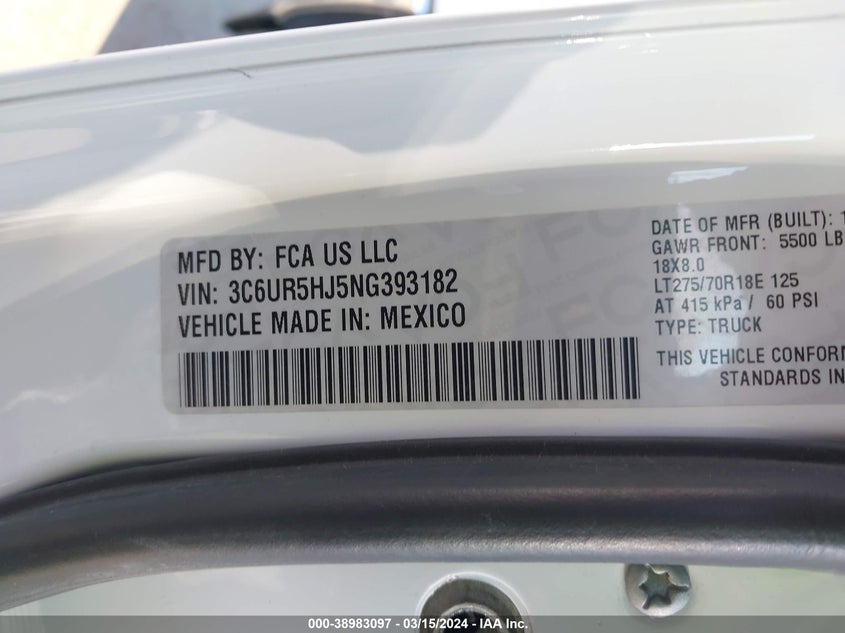 MFD BY: FCA US LLC
VIN: 3C6UR5HJ5NG393182
VEHICLE MADE IN: MEXICO
DATE OF MFR (BUILT): 1
GAWR FRONT: 5500 LB
18X8.0
LT275/70R18E 125
AT 415 kPa / 60 PSI
TYPE: TRUCK
THIS VEHICLE CONFORM
STANDARDS IN
000-38983097 - 03/15/2024 - IAA Inc.